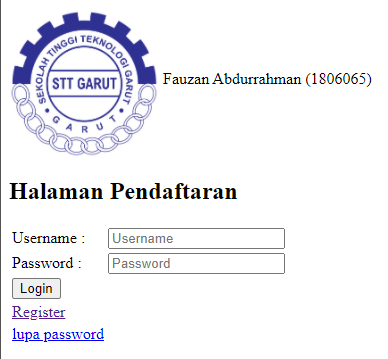 SEKOLAH TINGGI TEKNOLOGI GARUT
STT GARUT
GARUT
Fauzan Abdurrahman (1806065)
Halaman Pendaftaran
Username : Username
Password : Password
Login
Register
lupa password